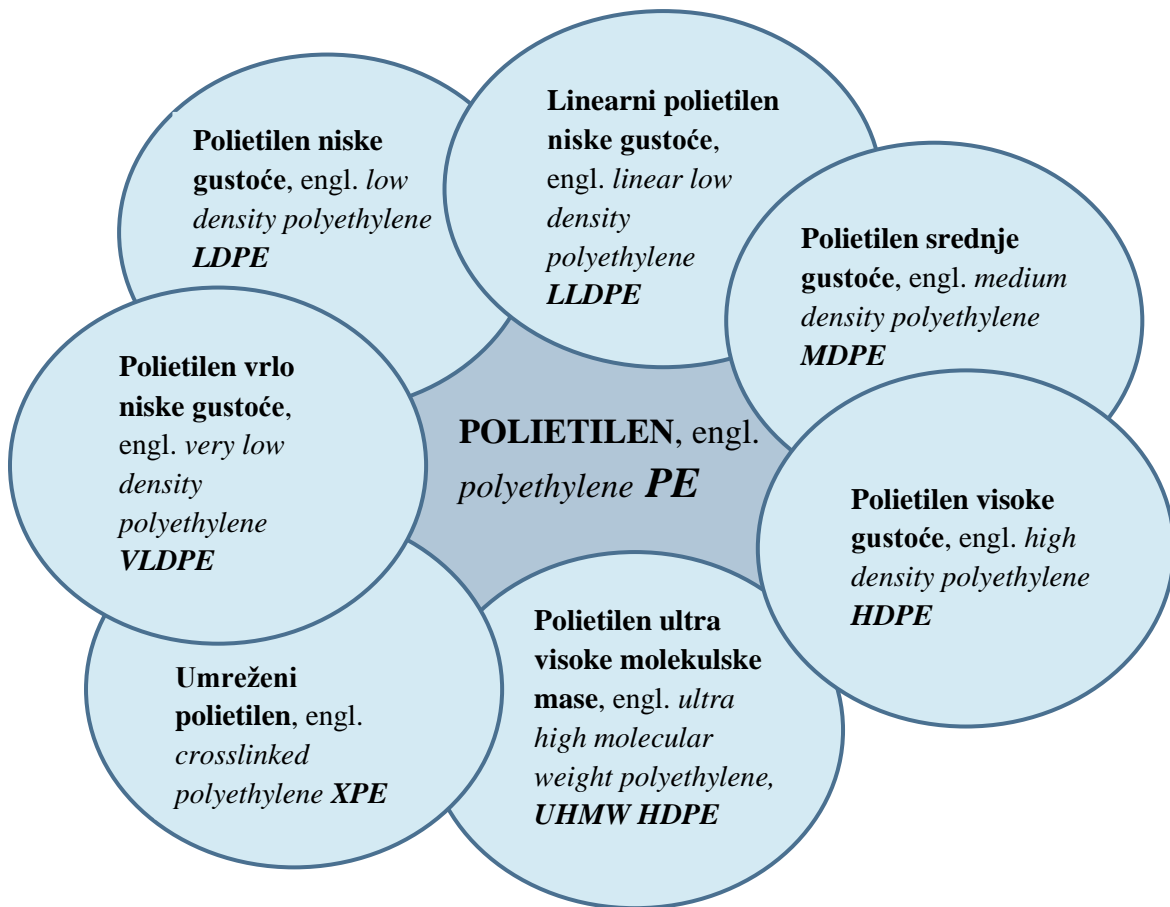 Polietilen niske
gustoće, engl. low
density polyethylene
LDPE
Linearni polietilen
niske gustoće,
engl. linear low
density
polyethylene
LLDPE
Polietilen srednje
gustoće, engl. medium
density polyethylene
MDPE
Polietilen vrlo
niske gustoće,
engl. very low
density
polyethylene
VLDPE
POLIETILEN, engl.
polyethylene PE
Polietilen visoke
gustoće, engl. high
density polyethylene
HDPE
Umreženi
polietilen, engl.
crosslinked
polyethylene XPE
Polietilen ultra
visoke molekulske
mase, engl. ultra
high molecular
weight polyethylene,
UHMW HDPE